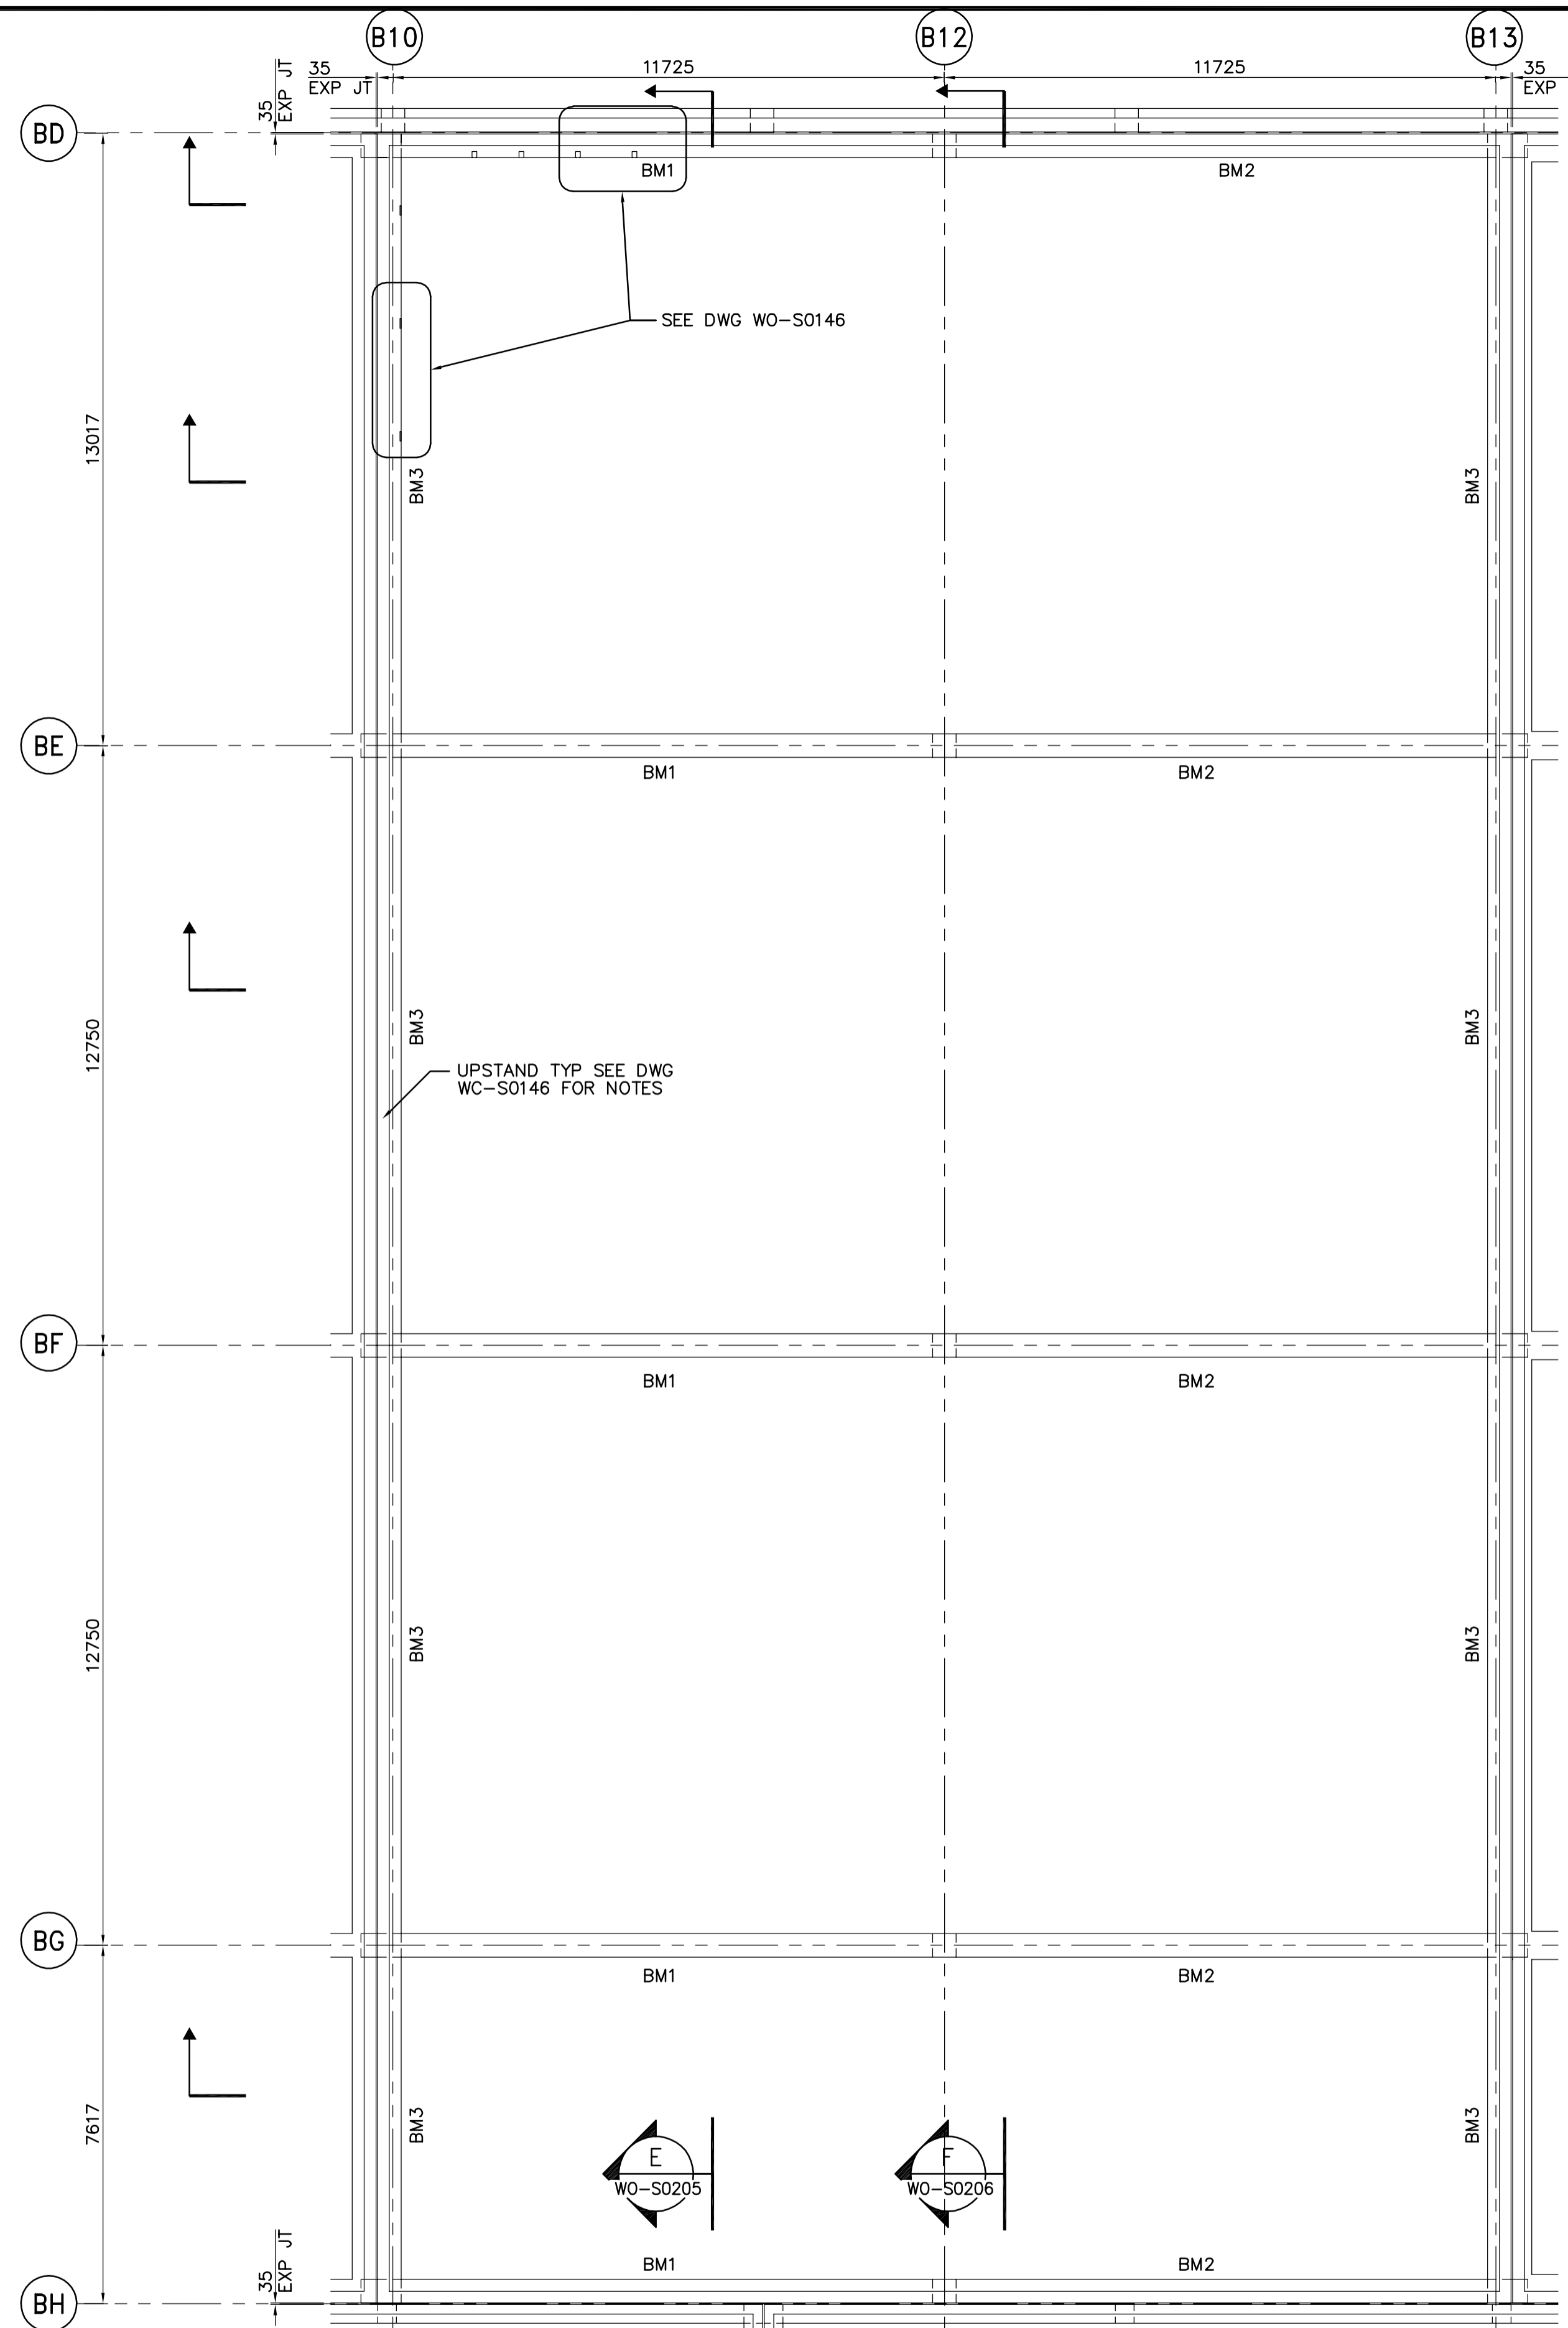 B10
B12
B13
35
EXP JT
11725
11725
35
EXP
35
EXP JT
BD
BM1
BM2
SEE DWG WO-S0146
13017
BM3
BM3
BE
BM1
BM2
12750
BM3
BM3
UPSTAND TYP SEE DWG
WC-S0146 FOR NOTES
BF
BM1
BM2
12750
BM3
BM3
BG
BM1
BM2
7617
BM3
BM3
E
WO-S0205
F
WO-S0206
35
EXP JT
BM1
BM2
BH